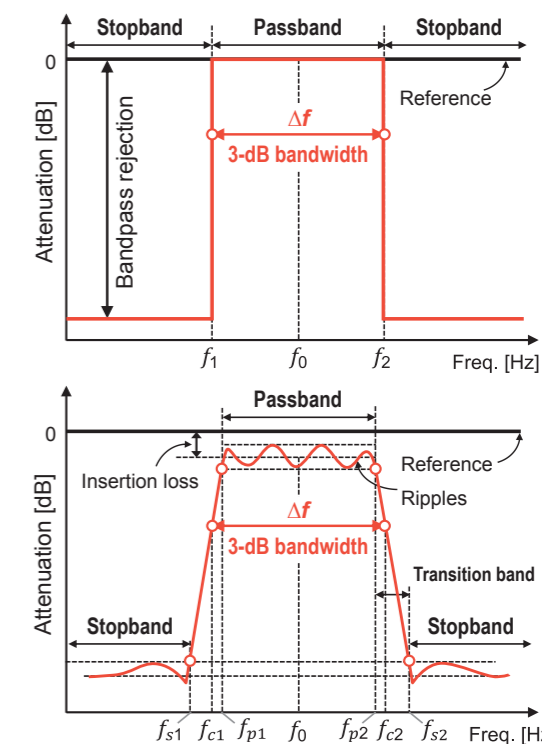 Stopband Passband Stopband
0
Reference
Δf
3-dB bandwidth
Attenuation [dB]
Bandpass rejection
f1 f0 f2 Freq. [Hz]
Passband
0
Insertion loss
Reference
Ripples
Δf
3-dB bandwidth
Attenuation [dB]
Transition band
Stopband Stopband
fs1 fc1 fp1 f0 fp2 fc2 fs2 Freq. [Hz